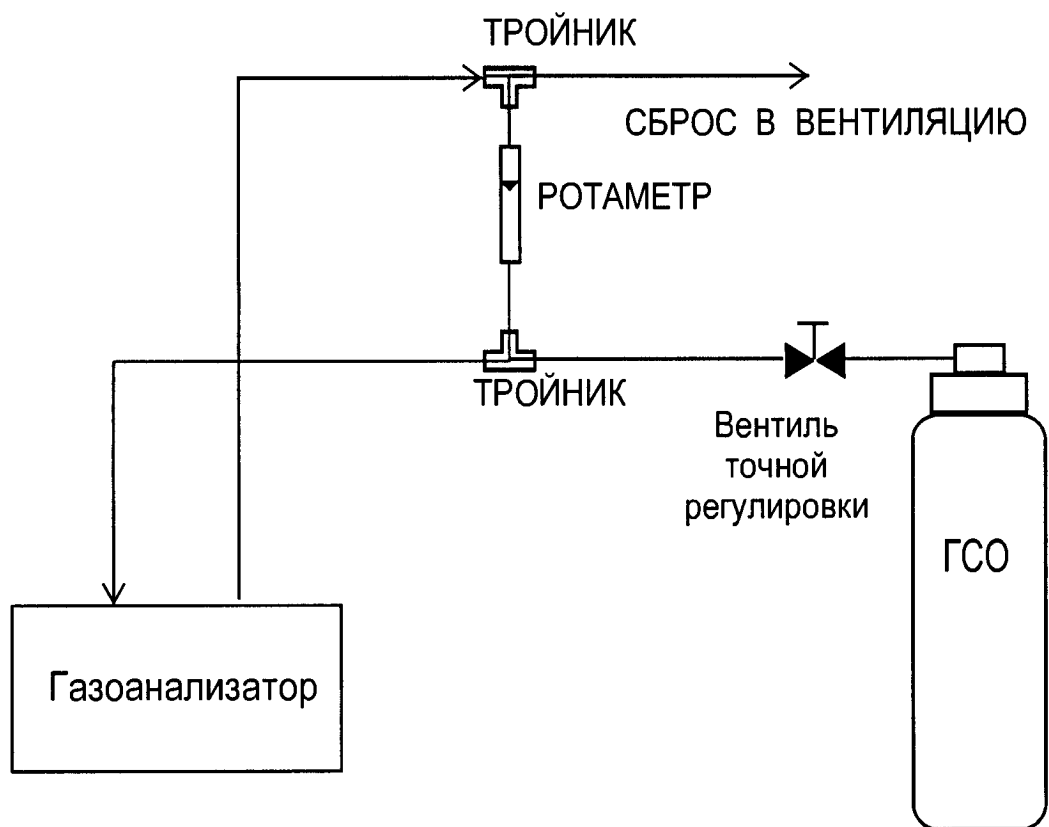 ТРОЙНИК
СБРОС В ВЕНТИЛЯЦИЮ
РОТАМЕТР
ТРОЙНИК
Вентиль
точной
регулировки
ГСО
Газоанализатор